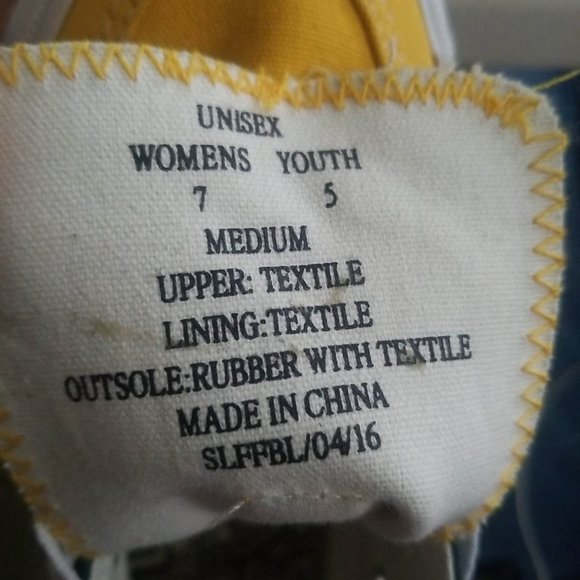 UNISEX
WOMENS YOUTH
7 5
MEDIUM
UPPER: TEXTILE
LINING:TEXTILE
OUTSOLE:RUBBER WITH TEXTILE
MADE IN CHINA
SLFFBL/04/16